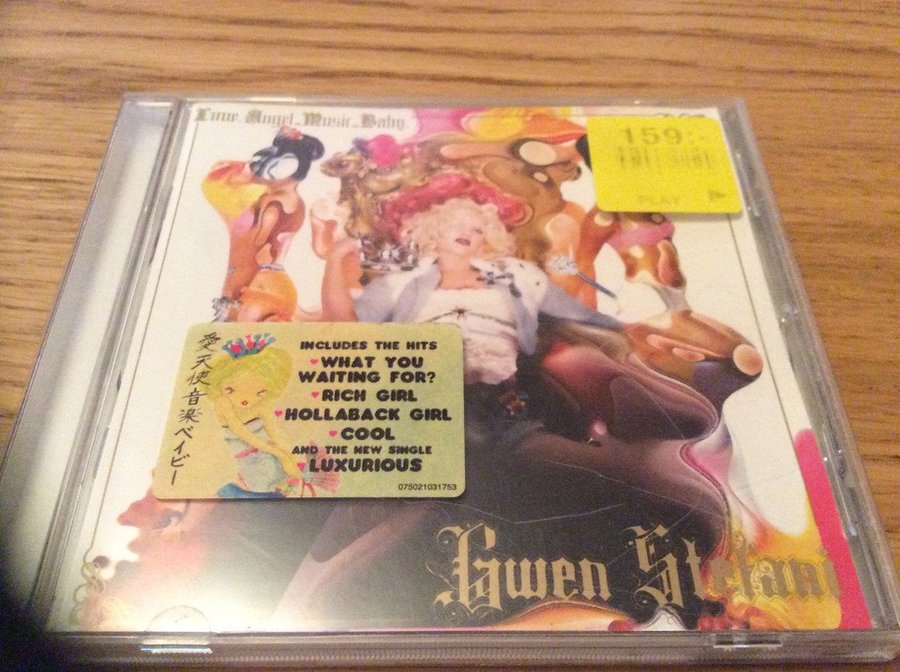 Love.Angel.Music.Baby.
159:-
PLAY
INCLUDES THE HITS
WHAT YOU
WAITING FOR?
RICH GIRL
HOLLABACK GIRL
COOL
AND THE NEW SINGLE
LUXURIOUS
075021031753
愛天使音楽ベイビー
Gwen Stefani